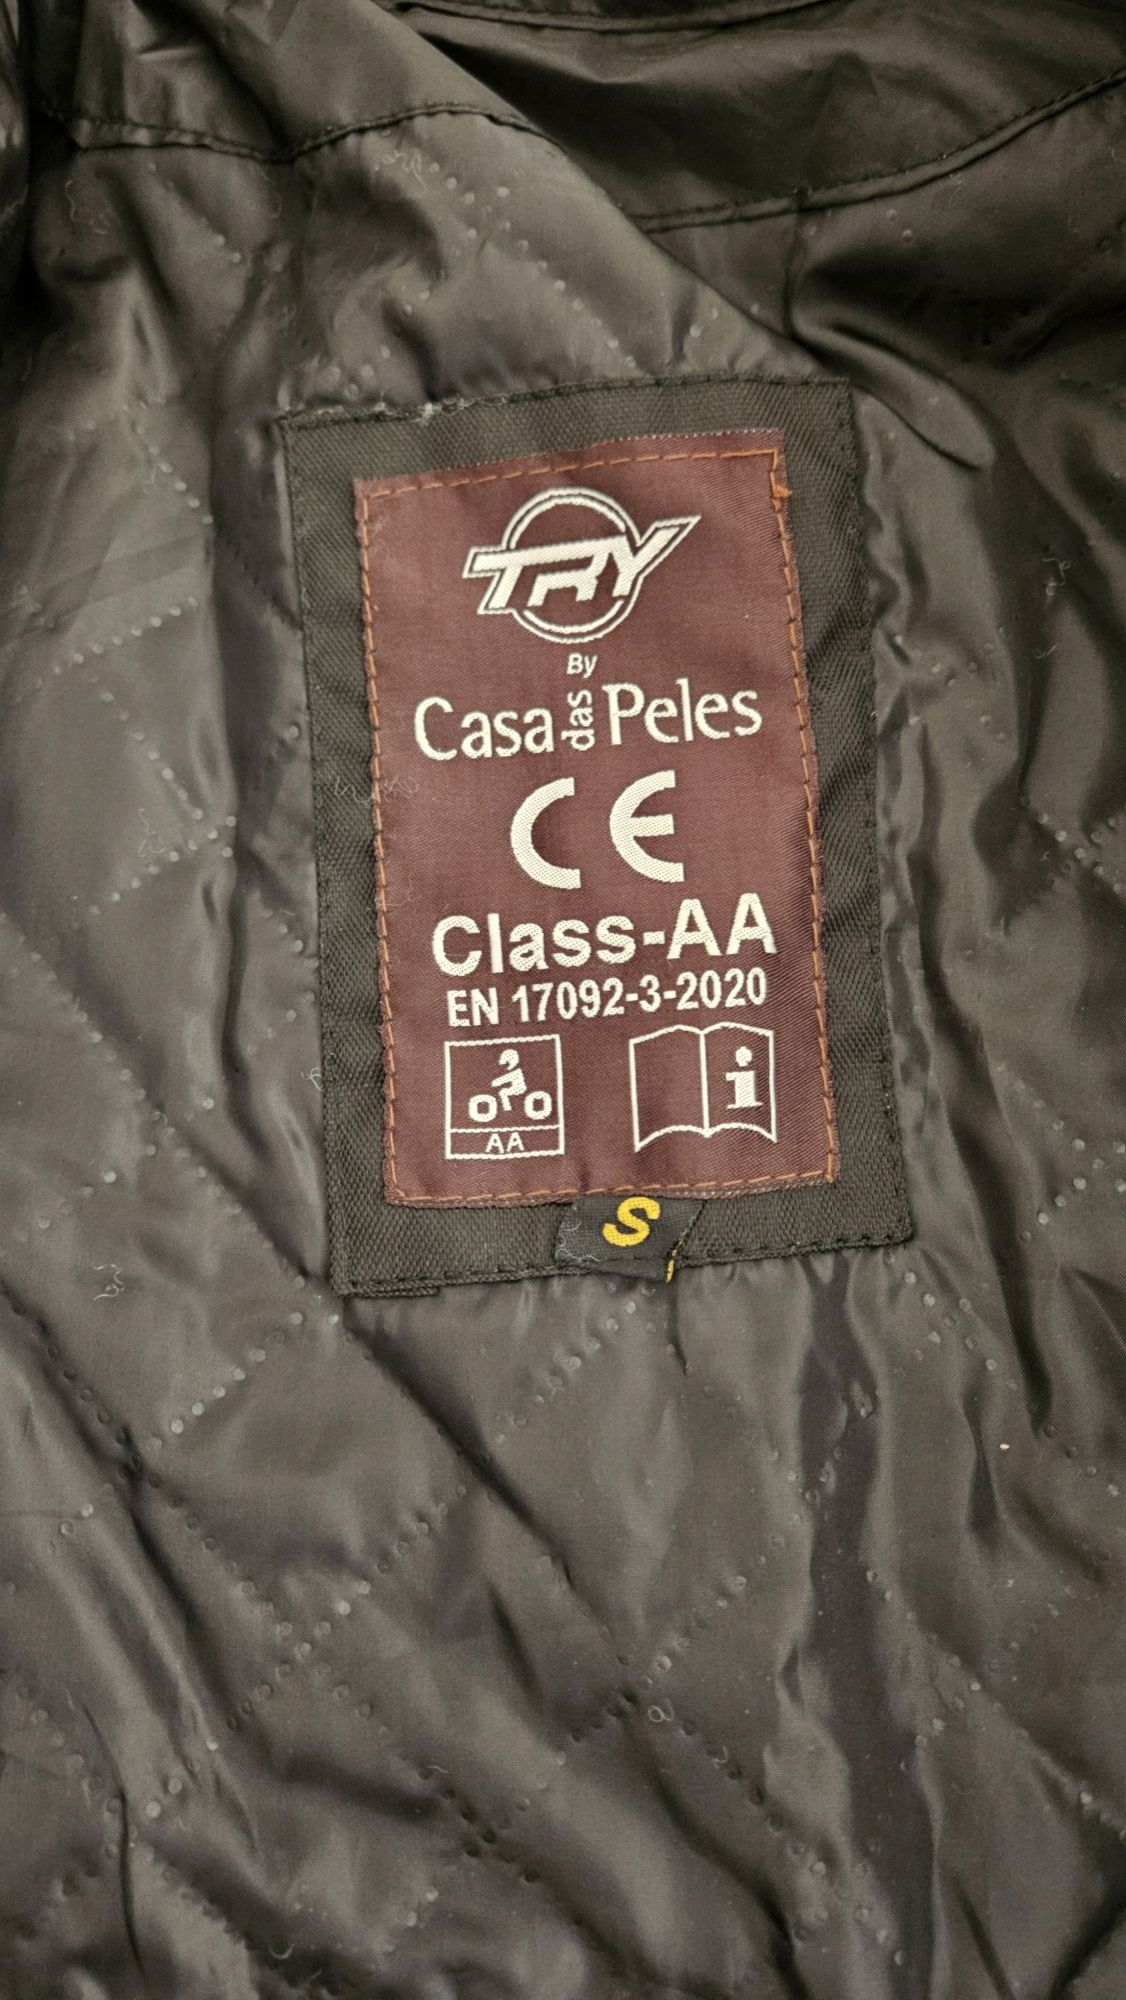 TRY
By
Casa das Peles
CE
Class-AA
EN 17092-3-2020
AA
i
S